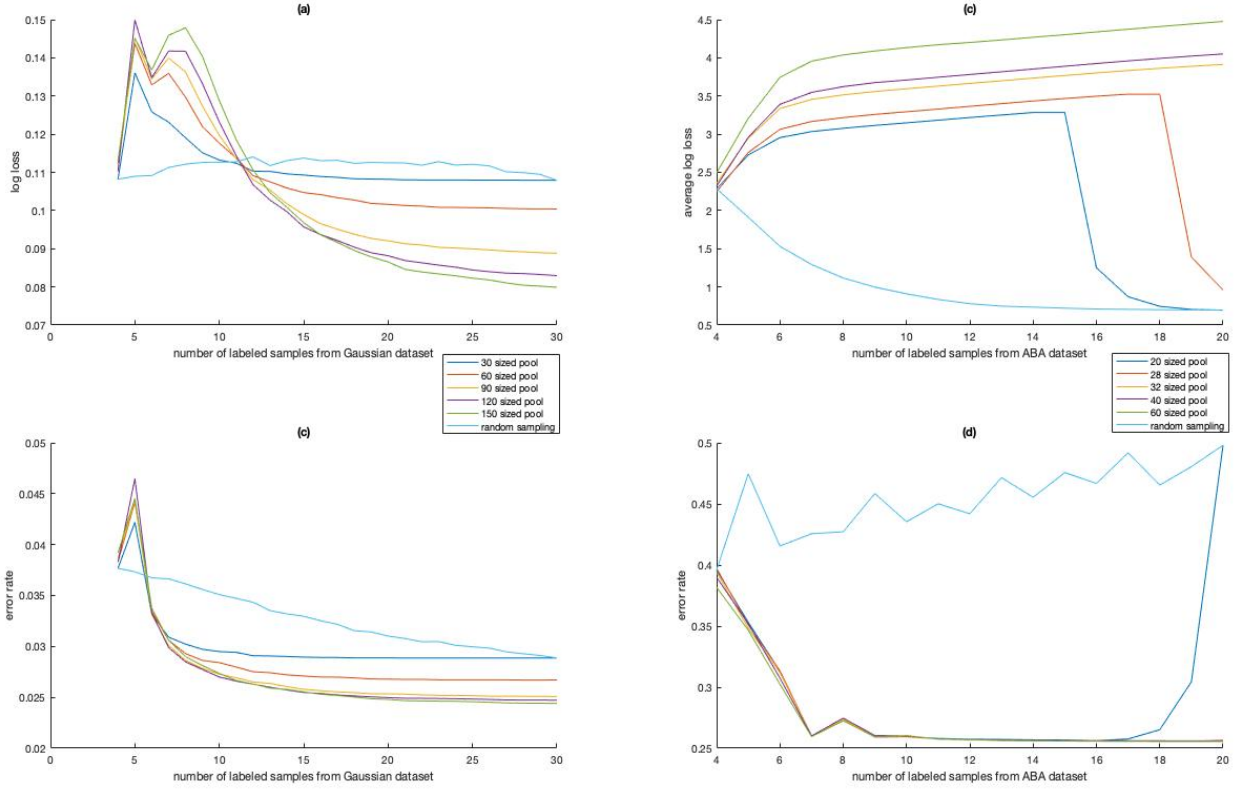 (a)
0.15
0.14
0.13
0.12
0.11
0.1
0.09
0.08
0.07
log loss
0 5 10 15 20 25 30
number of labeled samples from Gaussian dataset
30 sized pool
60 sized pool
90 sized pool
120 sized pool
150 sized pool
random sampling
(c)
4.5
4
3.5
3
2.5
2
1.5
1
0.5
average log loss
4 6 8 10 12 14 16 18 20
number of labeled samples from ABA dataset
20 sized pool
28 sized pool
32 sized pool
40 sized pool
60 sized pool
random sampling
(c)
0.05
0.045
0.04
0.035
0.03
0.025
0.02
error rate
0 5 10 15 20 25 30
number of labeled samples from Gaussian dataset
(d)
0.5
0.45
0.4
0.35
0.3
0.25
error rate
4 6 8 10 12 14 16 18 20
number of labeled samples from ABA dataset